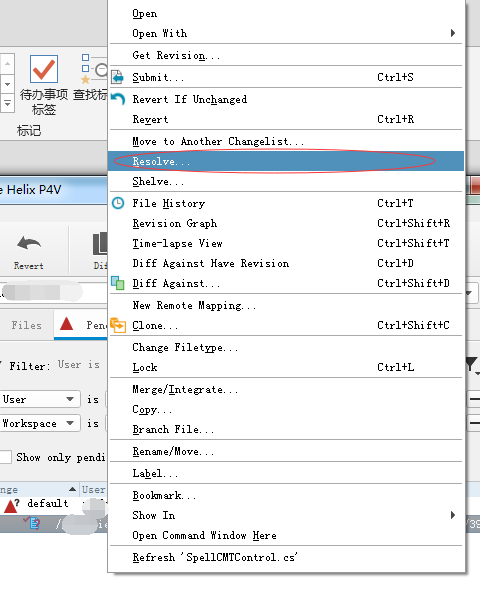 Open
Open With
Get Revision...
Submit... Ctrl+S
Revert If Unchanged
Revert Ctrl+R
Move to Another Changelist...
Resolve...
Shelve...
File History Ctrl+T
Revision Graph Ctrl+Shift+R
Time-lapse View Ctrl+Shift+T
Diff Against Have Revision Ctrl+D
Diff Against... Ctrl+Shift+D
New Remote Mapping...
Clone... Ctrl+Shift+C
Change Filetype...
Lock Ctrl+L
Merge/Integrate...
Copy...
Branch File...
Rename/Move...
Label...
Bookmark...
Show In
Open Command Window Here
Refresh 'SpellCMTControl.cs'
待办事项
标签
查找标
标记
e Helix P4V
Revert
Dif
Files
Pen
Filter: User is
User is
Workspace is
Show only pendi
nge User
default